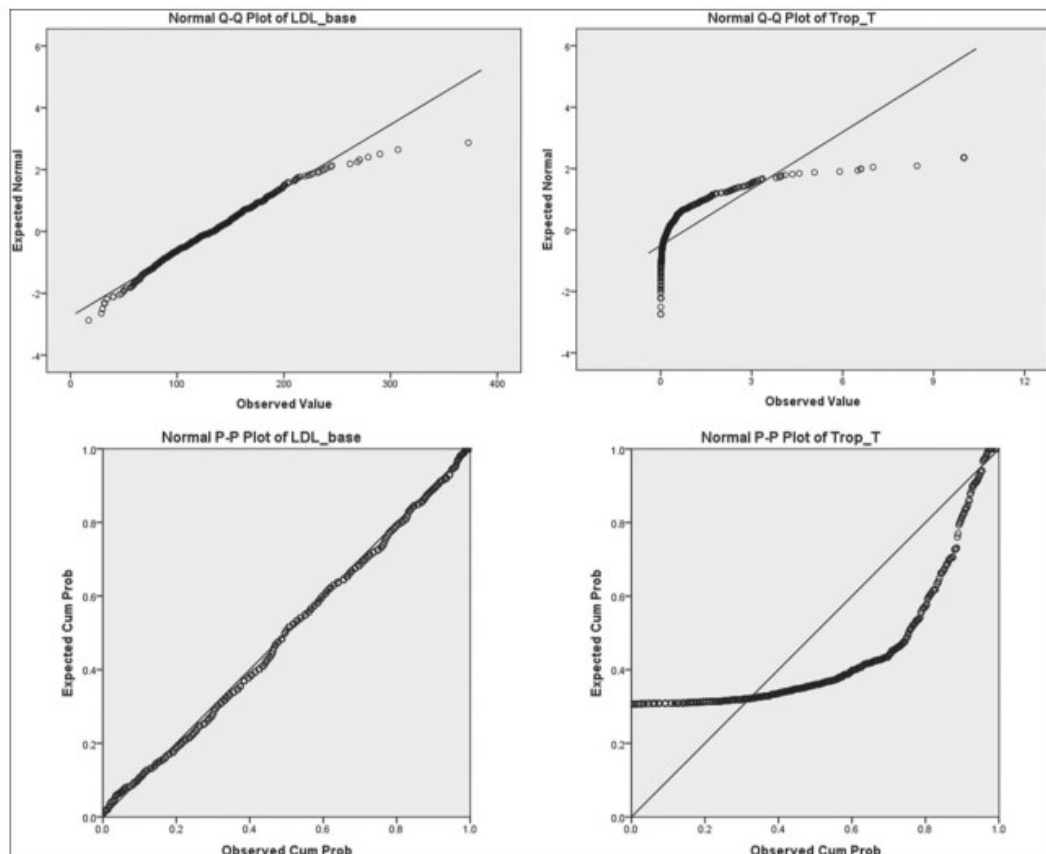 Normal Q-Q Plot of LDL_base
6
4
2
0
-2
-4
Expected Normal
0 100 200 300 400
Observed Value
Normal Q-Q Plot of Trop_T
6
4
2
0
-2
-4
Expected Normal
0 3 6 9 12
Observed Value
Normal P-P Plot of LDL_base
1.0
0.8
0.6
0.4
0.2
0.0
Expected Cum Prob
0.0 0.2 0.4 0.6 0.8 1.0
Observed Cum Prob
Normal P-P Plot of Trop_T
1.0
0.8
0.6
0.4
0.2
0.0
Expected Cum Prob
0.0 0.2 0.4 0.6 0.8 1.0
Observed Cum Prob